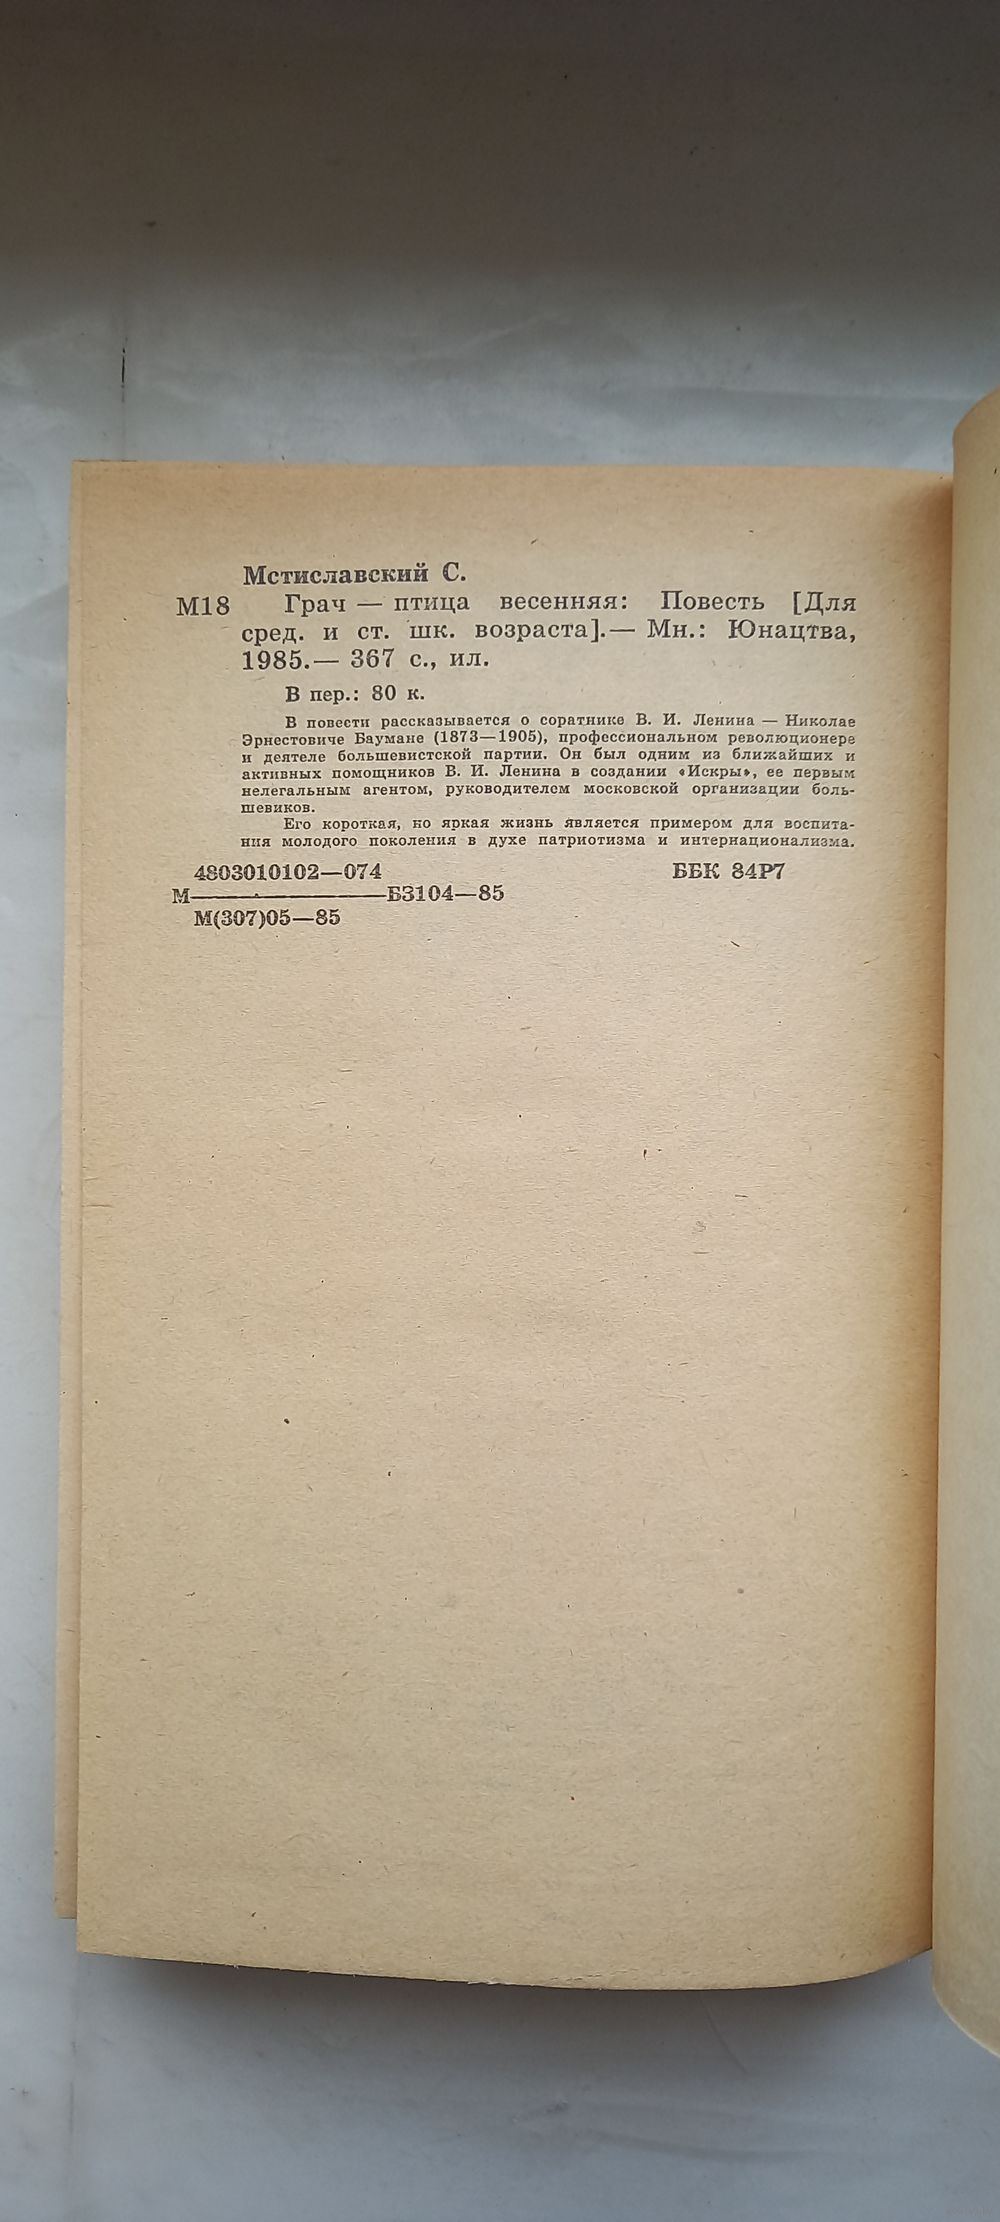 Мстиславский С.
М18 Грач — птица весенняя: Повесть [Для
сред. и ст. шк. возраста].— Мн.: Юнацтва,
1985.— 367 с., ил.
В пер.: 80 к.
В повести рассказывается о соратнике В. И. Ленина — Николае
Эрнестовиче Баумане (1873—1905), профессиональном революционере
и деятеле большевистской партии. Он был одним из ближайших и
активных помощников В. И. Ленина в создании «Искры», ее первым
нелегальным агентом, руководителем московской организации боль-
шевиков.
Его короткая, но яркая жизнь является примером для воспита-
ния молодого поколения в духе патриотизма и интернационализма.
4803010102—074 ББК 84Р7
М————————БЗ104—85
М(307)05—85